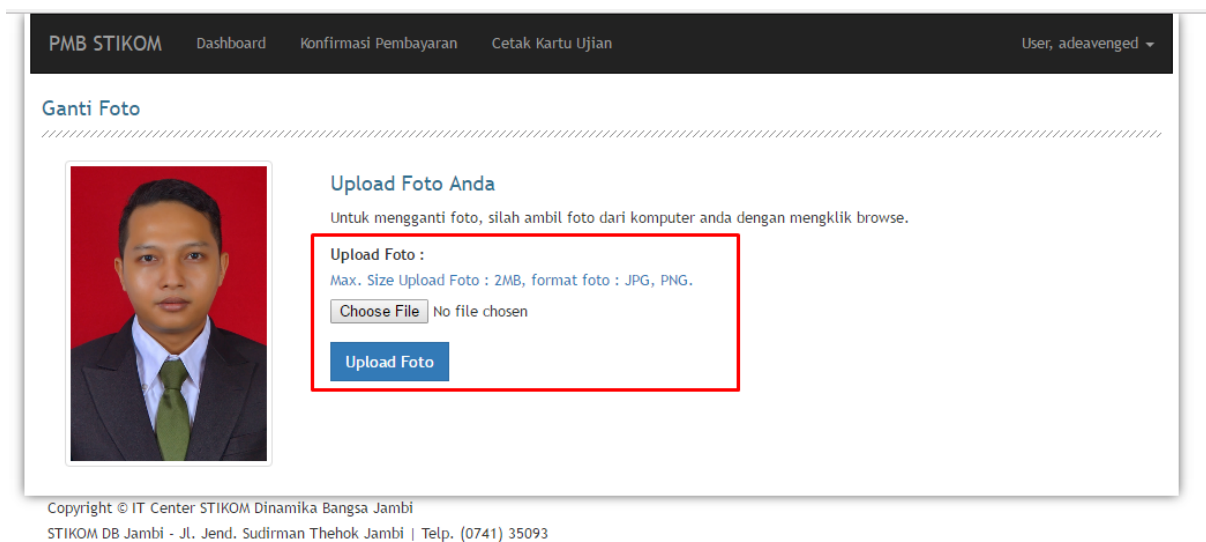 PMB STIKOM Dashboard Konfirmasi Pembayaran Cetak Kartu Ujian User, adeavenged
Ganti Foto
Upload Foto Anda
Untuk mengganti foto, silah ambil foto dari komputer anda dengan mengklik browse.
Upload Foto :
Max. Size Upload Foto : 2MB, format foto : JPG, PNG.
Choose File No file chosen
Upload Foto
Copyright © IT Center STIKOM Dinamika Bangsa Jambi
STIKOM DB Jambi - Jl. Jend. Sudirman Thehok Jambi | Telp. (0741) 35093